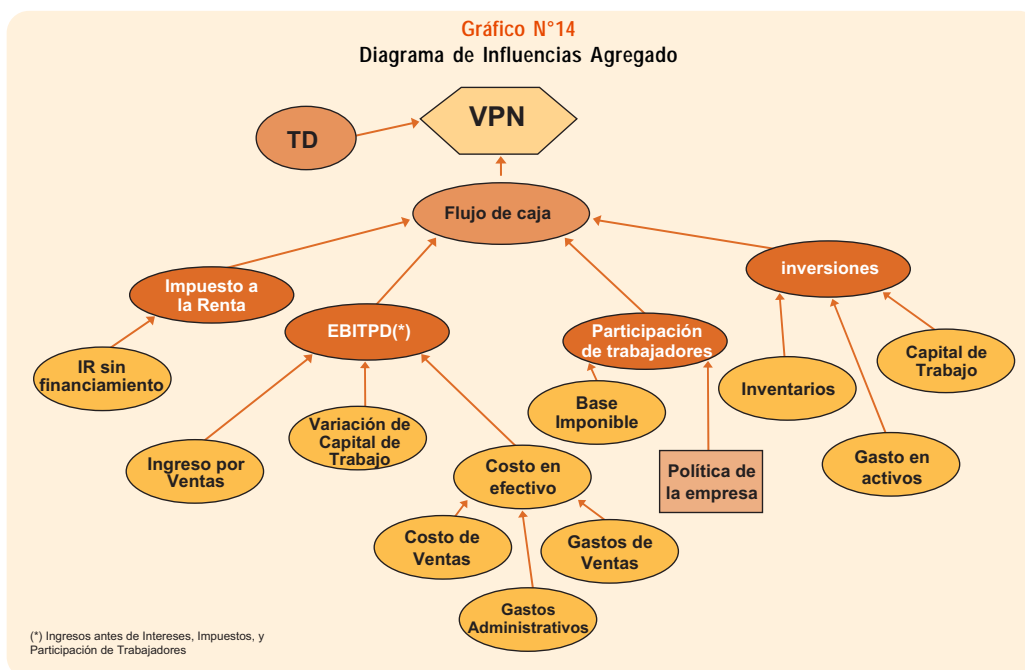 Gráfico N°14
Diagrama de Influencias Agregado
VPN
TD
Flujo de caja
inversiones
Impuesto a
la Renta
EBITPD(*)
Participación
de trabajadores
IR sin
financiamiento
Capital de
Trabajo
Inventarios
Base
Imponible
Variación de
Capital de
Trabajo
Ingreso por
Ventas
Costo en
efectivo
Política de
la empresa
Gasto en
activos
Costo de
Ventas
Gastos de
Ventas
Gastos
Administrativos
(*) Ingresos antes de Intereses, Impuestos, y
Participación de Trabajadores